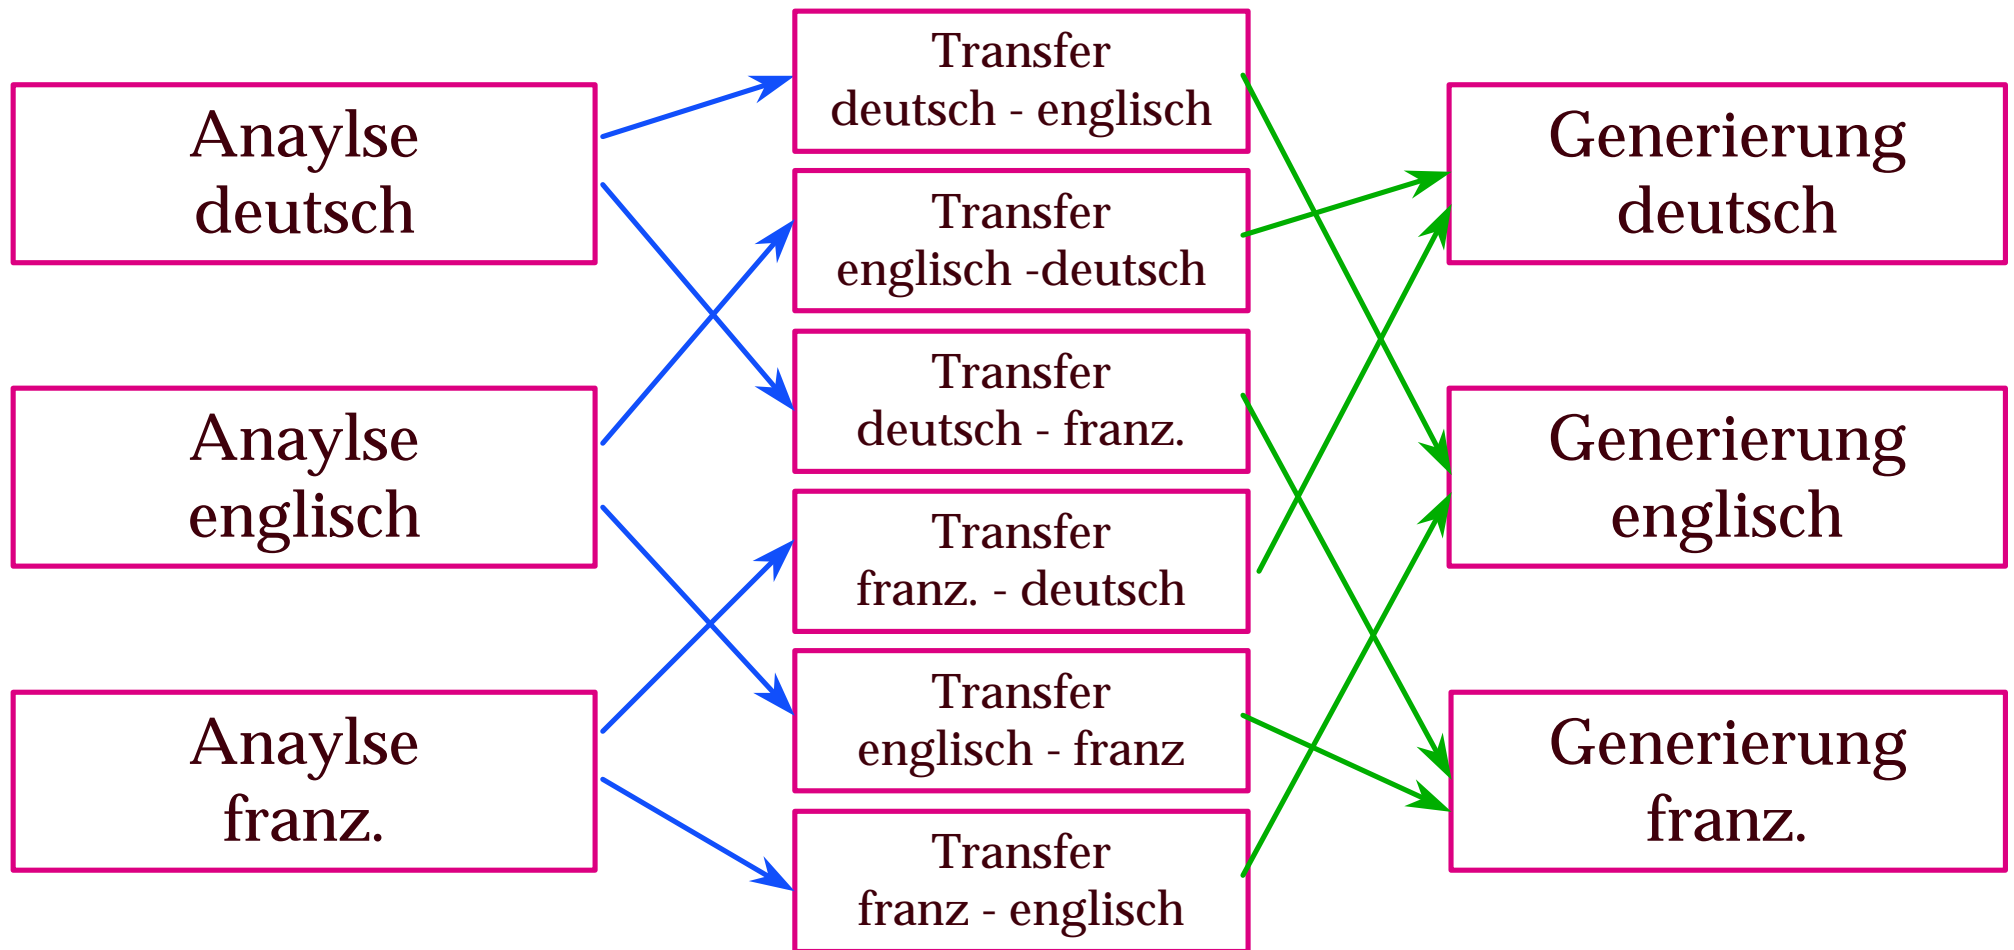 Anaylse
deutsch
Anaylse
englisch
Anaylse
franz.
Transfer
deutsch - englisch
Transfer
englisch -deutsch
Transfer
deutsch - franz.
Transfer
franz. - deutsch
Transfer
englisch - franz
Transfer
franz - englisch
Generierung
deutsch
Generierung
englisch
Generierung
franz.